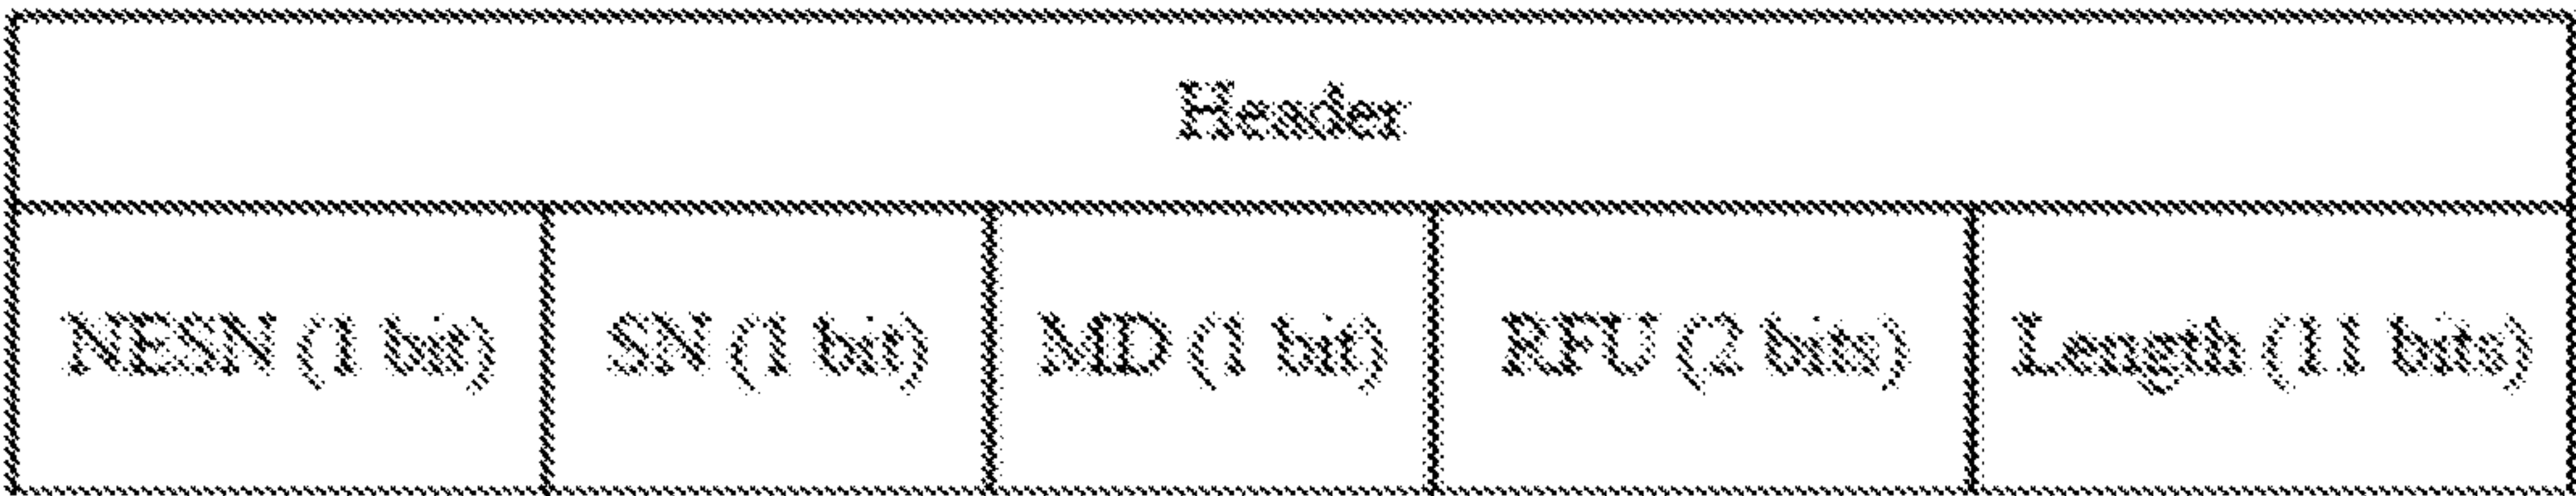 Header
NESN (1 bit) SN (1 bit) MD (1 bit) RFU (2 bits) Length (11 bits)